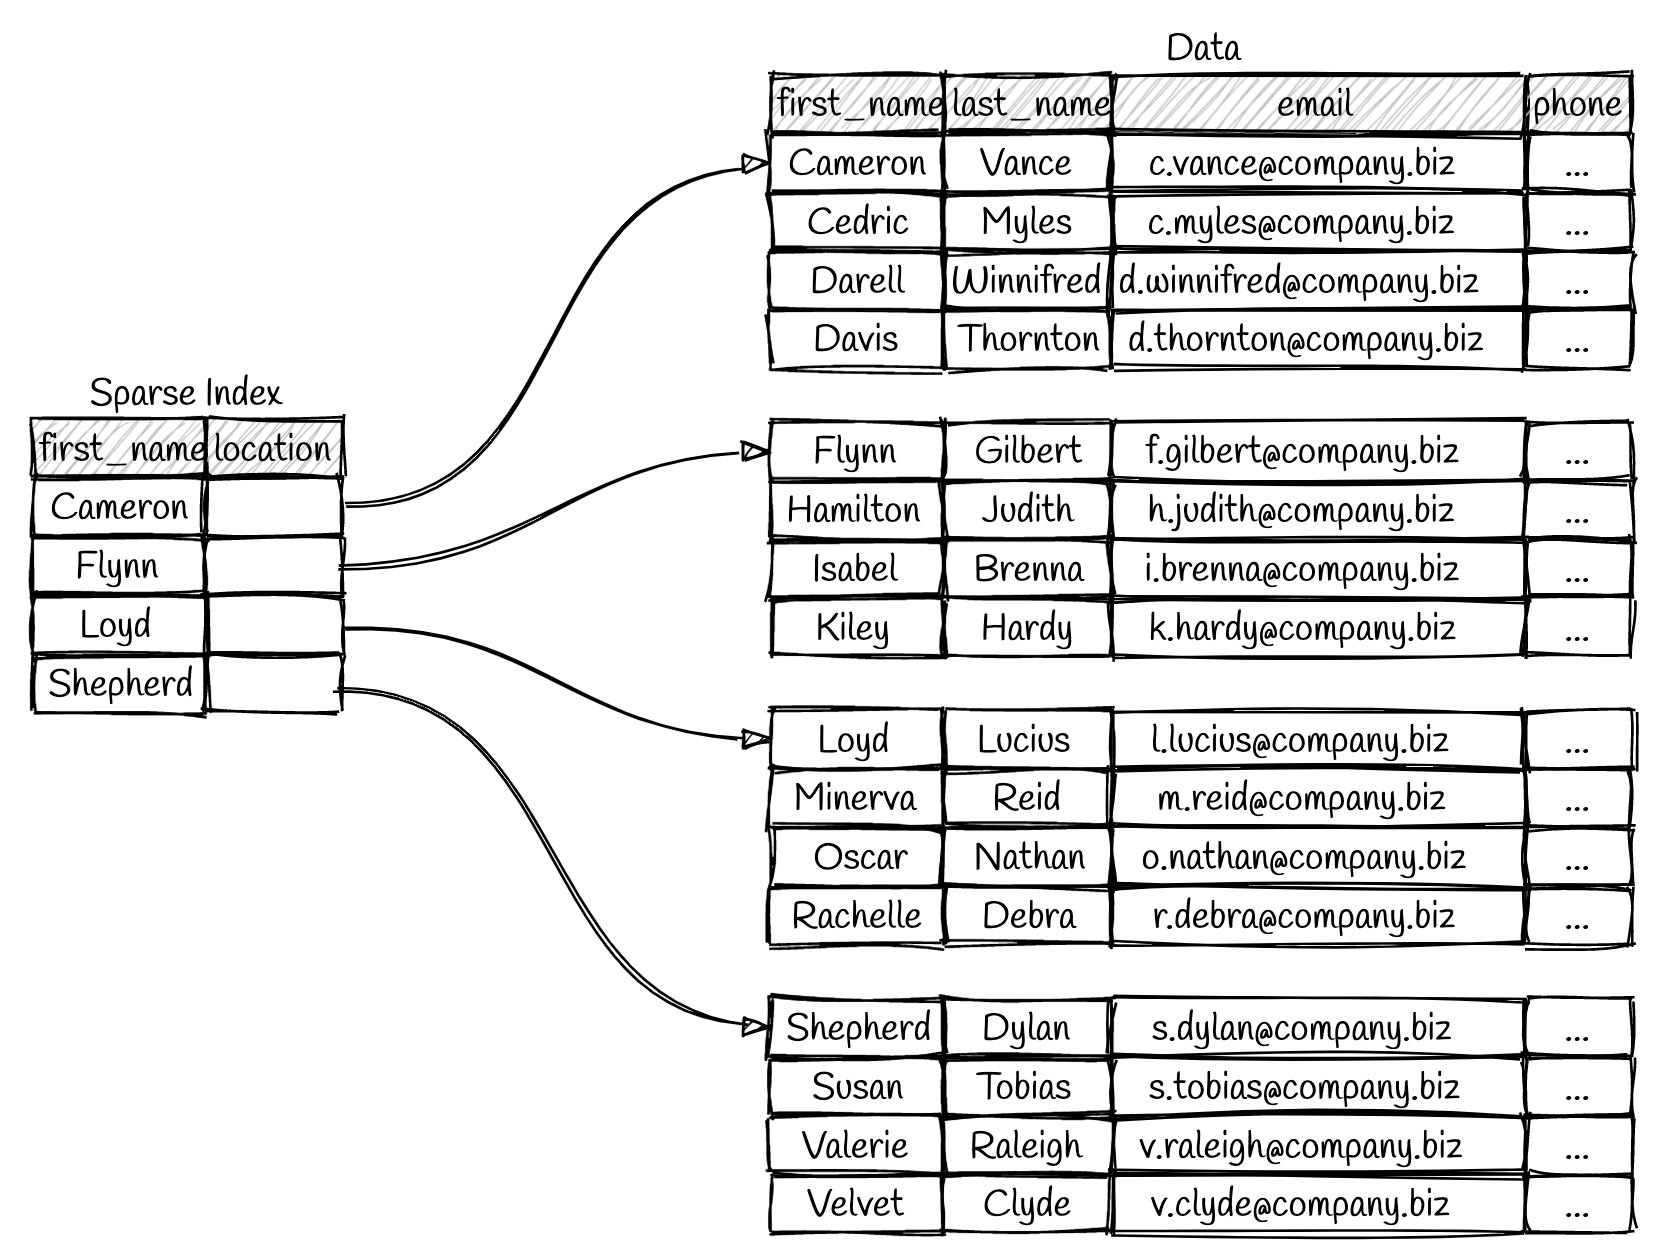 Data
first_name last_name email phone
Cameron Vance c.vance@company.biz ...
Cedric Myles c.myles@company.biz ...
Darell Winnifred d.winnifred@company.biz ...
Davis Thornton d.thornton@company.biz ...
Sparse Index
first_name location
Cameron
Flynn
Loyd
Shepherd
Flynn Gilbert f.gilbert@company.biz ...
Hamilton Judith h.judith@company.biz ...
Isabel Brenna i.brenna@company.biz ...
Kiley Hardy k.hardy@company.biz ...
Loyd Lucius l.lucius@company.biz ...
Minerva Reid m.reid@company.biz ...
Oscar Nathan o.nathan@company.biz ...
Rachelle Debra r.debra@company.biz ...
Shepherd Dylan s.dylan@company.biz ...
Susan Tobias s.tobias@company.biz ...
Valerie Raleigh v.raleigh@company.biz ...
Velvet Clyde v.clyde@company.biz ...